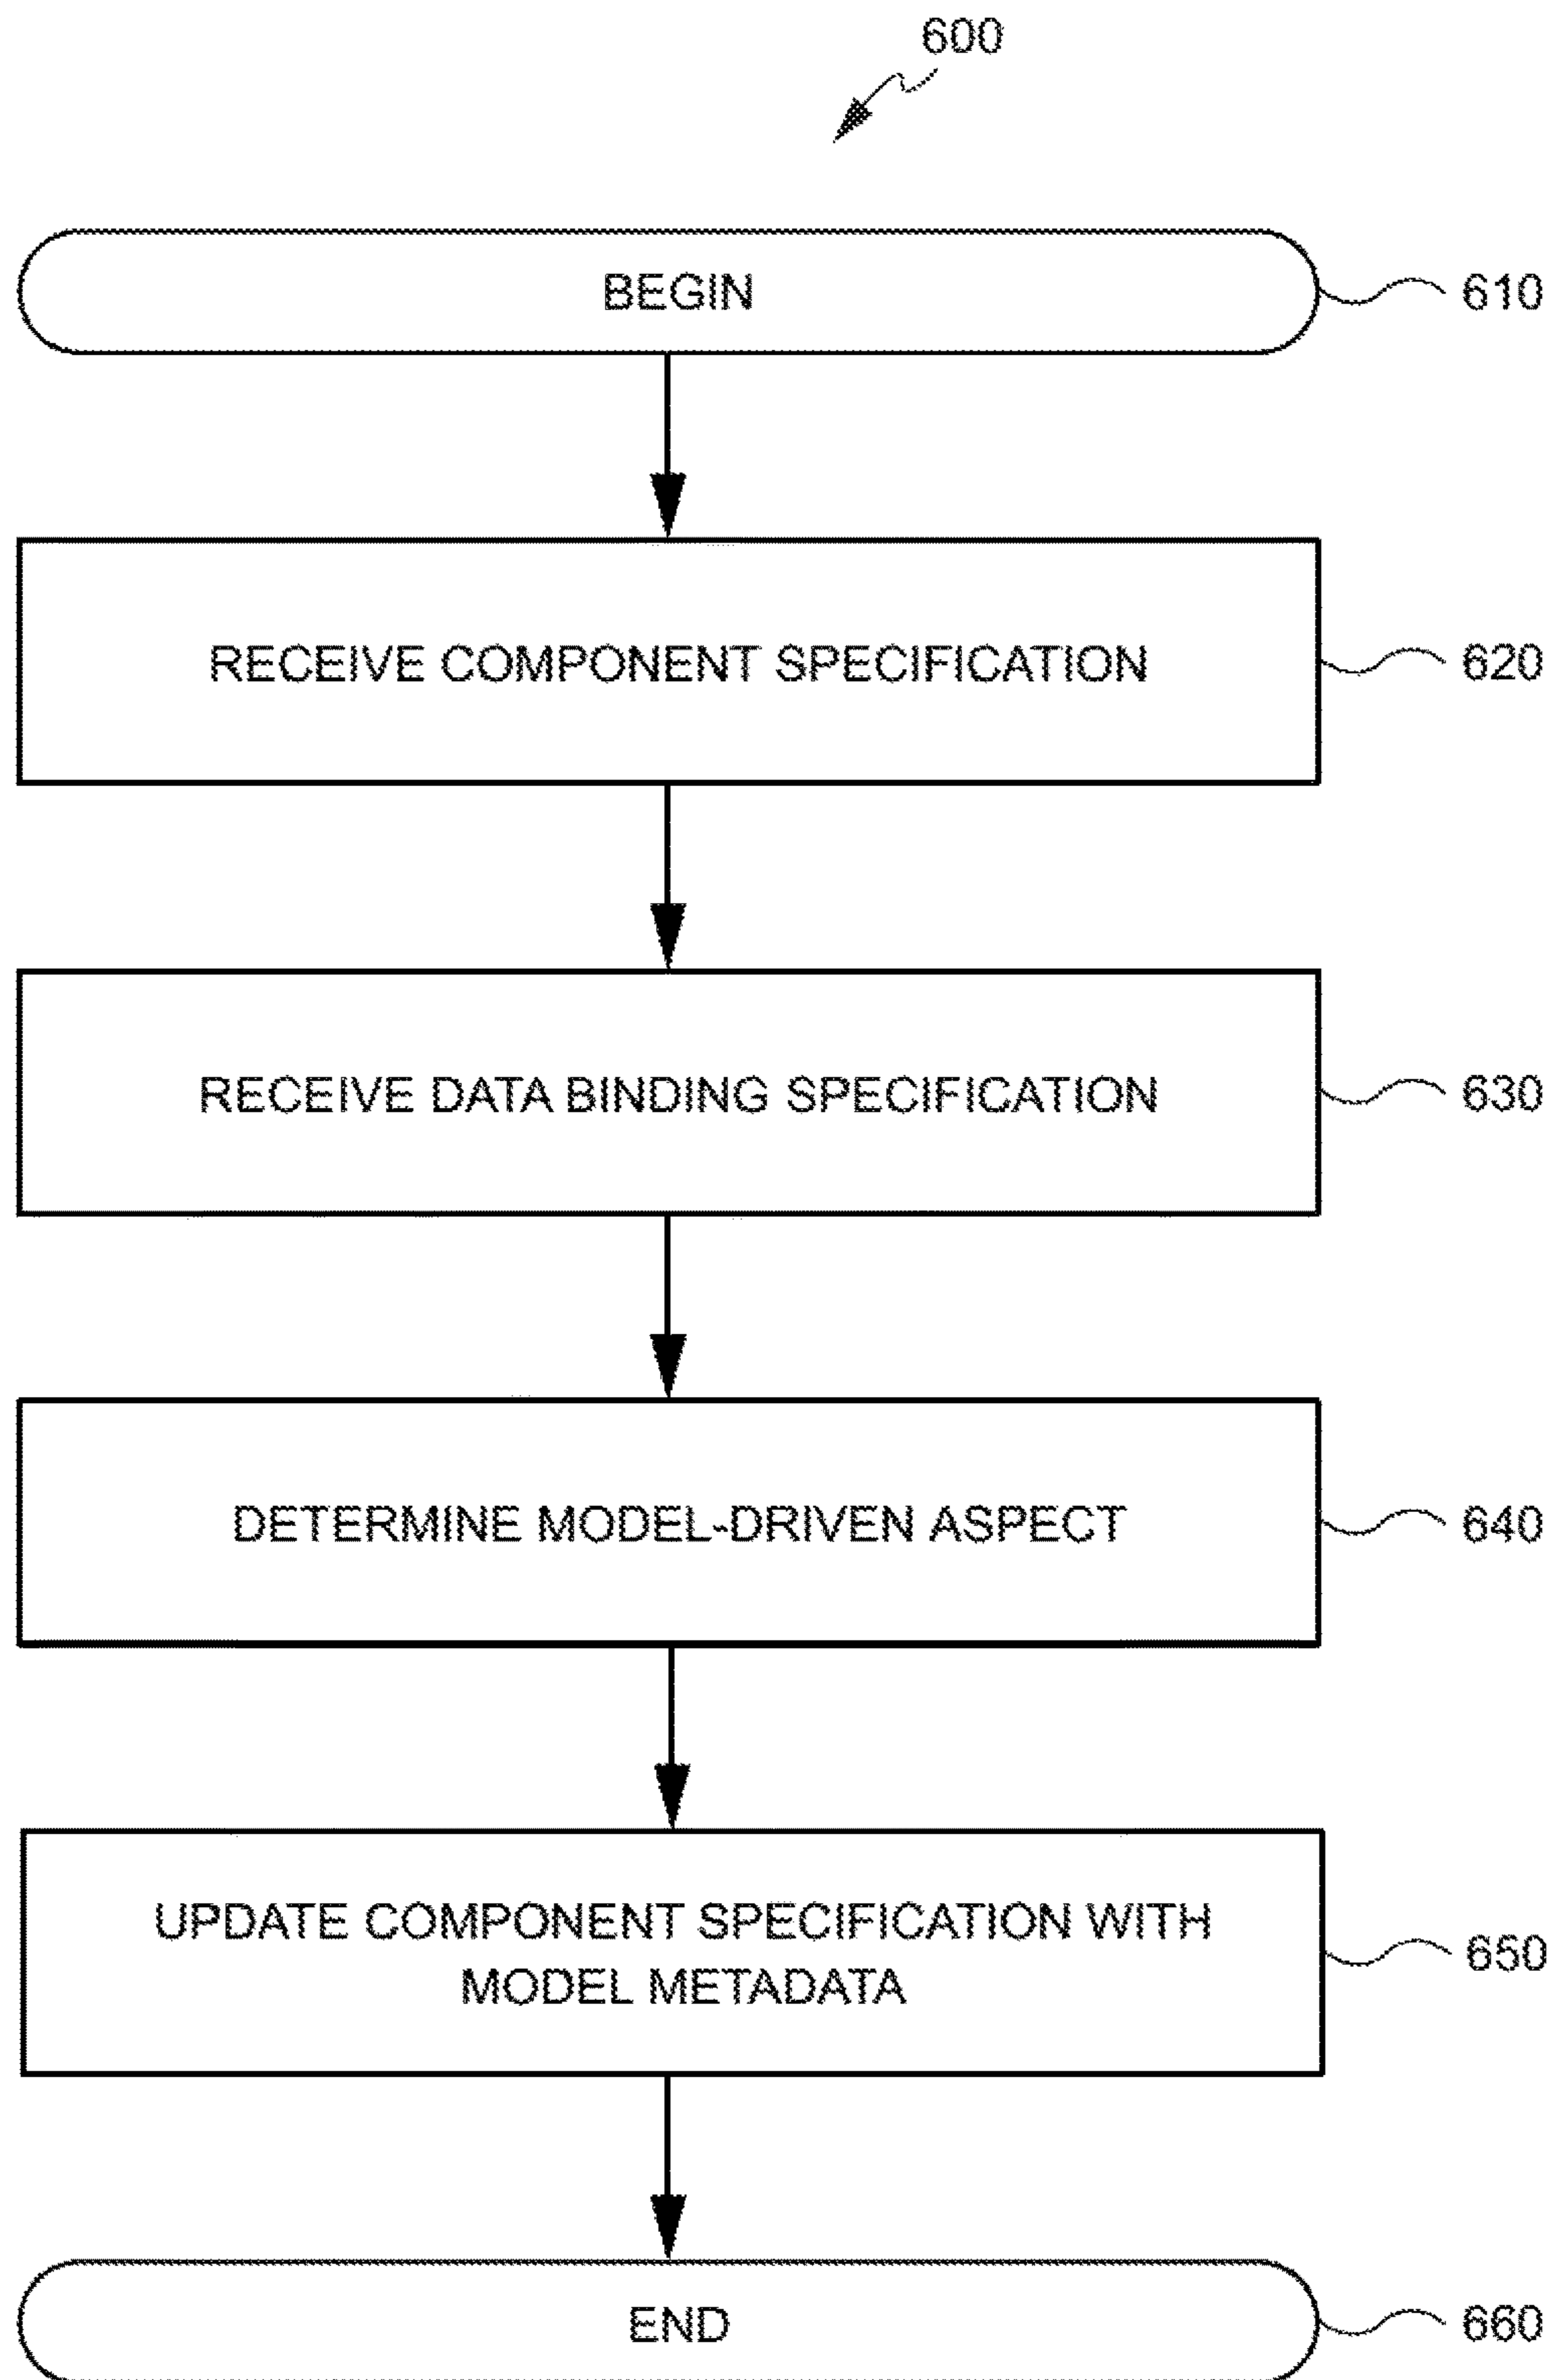 600
BEGIN
610
RECEIVE COMPONENT SPECIFICATION
620
RECEIVE DATA BINDING SPECIFICATION
630
DETERMINE MODEL-DRIVEN ASPECT
640
UPDATE COMPONENT SPECIFICATION WITH
MODEL METADATA
650
END
660